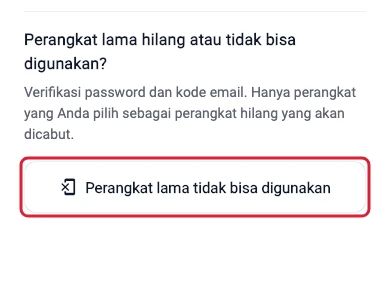 Perangkat lama hilang atau tidak bisa
digunakan?
Verifikasi password dan kode email. Hanya perangkat
yang Anda pilih sebagai perangkat hilang yang akan
dicabut.
Perangkat lama tidak bisa digunakan